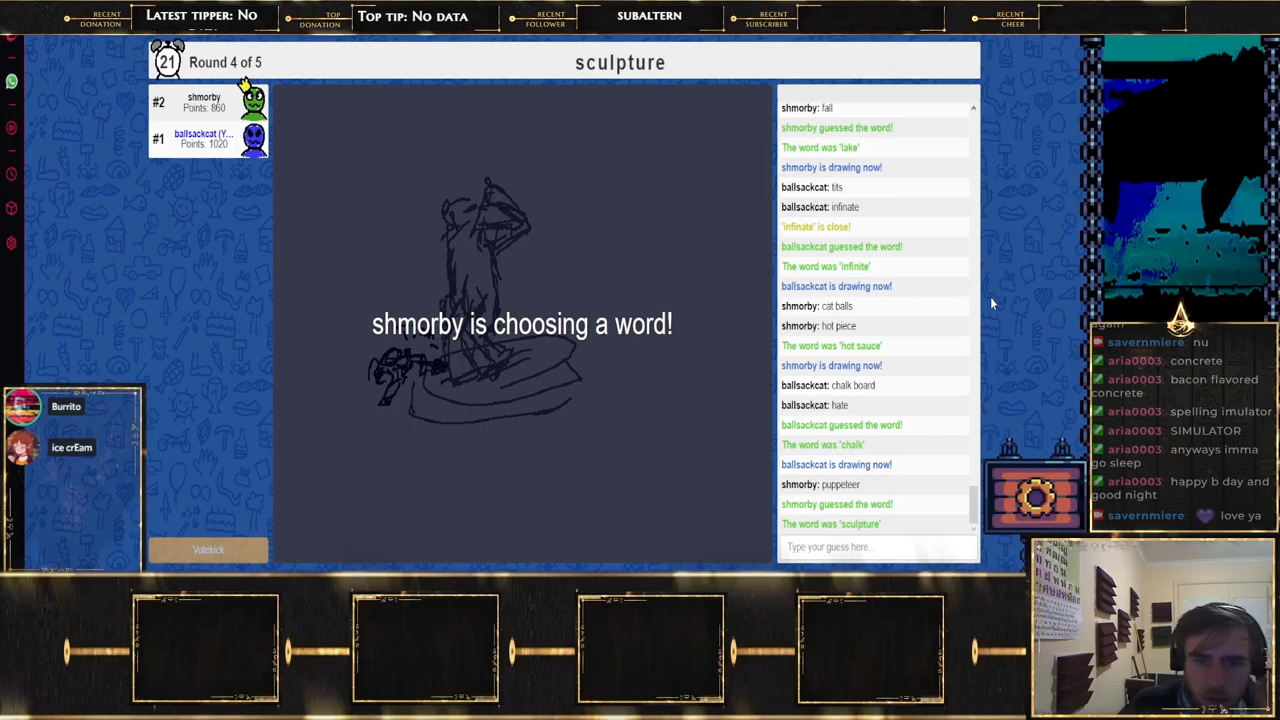 RECENT
DONATION
LATEST TIPPER: NO
TOP
DONATION
TOP TIP: NO DATA
RECENT
FOLLOWER
SUBALTERN
RECENT
SUBSCRIBER
RECENT
CHEER
21
Round 4 of 5
sculpture
#2
shmorby
Points: 860
#1
ballsackcat (Y...
Points: 1020
shmorby is choosing a word!
Votekick
shmorby: fall
shmorby guessed the word!
The word was 'lake'
shmorby is drawing now!
ballsackcat: tits
ballsackcat: infinate
'infinate' is close!
ballsackcat guessed the word!
The word was 'infinite'
ballsackcat is drawing now!
shmorby: cat balls
shmorby: hot piece
The word was 'hot sauce'
shmorby is drawing now!
ballsackcat: chalk board
ballsackcat: hate
ballsackcat guessed the word!
The word was 'chalk'
ballsackcat is drawing now!
shmorby: puppeteer
shmorby guessed the word!
The word was 'sculpture'
Type your guess here...
Burrito
ice crEam
again
savernmiere: nu
aria0003: concrete
aria0003: bacon flavored
concrete
aria0003: spelling imulator
aria0003: SIMULATOR
aria0003: anyways imma
go sleep
aria0003: happy b day and
good night
savernmiere: love ya